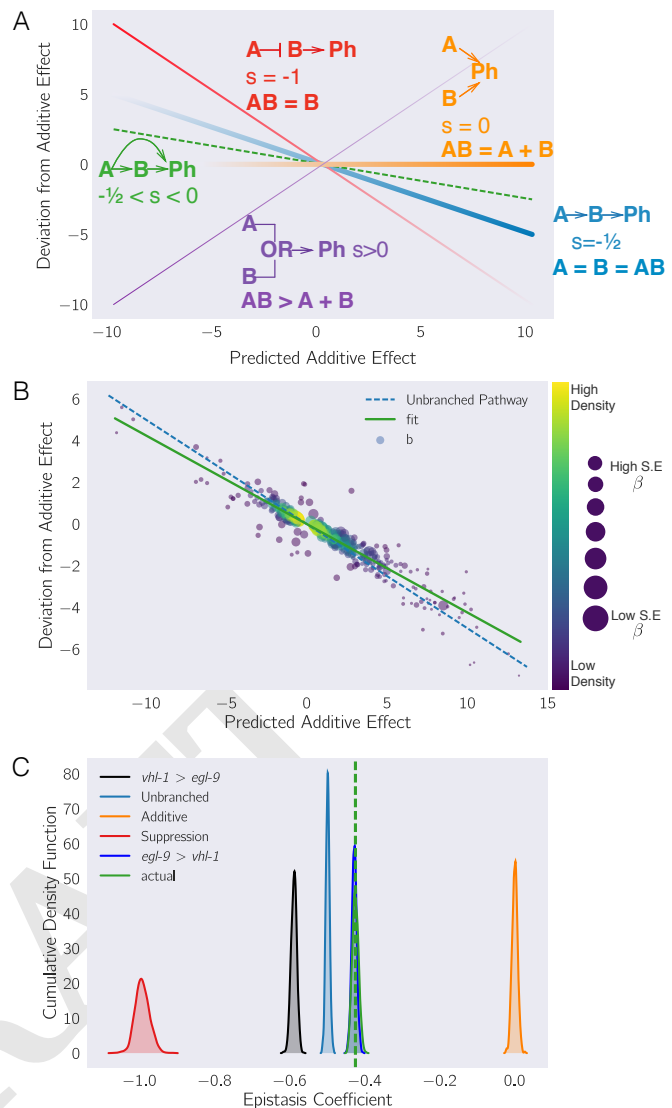 A
Deviation from Additive Effect
10
5
0
−5
−10
−10
−5
0
5
10
Predicted Additive Effect
A B Ph
s = -1
AB = B
A
Ph
B
s = 0
AB = A + B
A B Ph
-½ < s < 0
A
OR Ph s>0
B
AB > A + B
A B Ph
s=-½
A = B = AB
B
Deviation from Additive Effect
6
4
2
0
−2
−4
−6
−10
−5
0
5
10
15
Predicted Additive Effect
Unbranched Pathway
fit
b
High
Density
Low
Density
High S.E
β
Low S.E
β
C
Cumulative Density Function
80
70
60
50
40
30
20
10
0
−1.0
−0.8
−0.6
−0.4
−0.2
0.0
Epistasis Coefficient
vhl-1 > egl-9
Unbranched
Additive
Suppression
egl-9 > vhl-1
actual